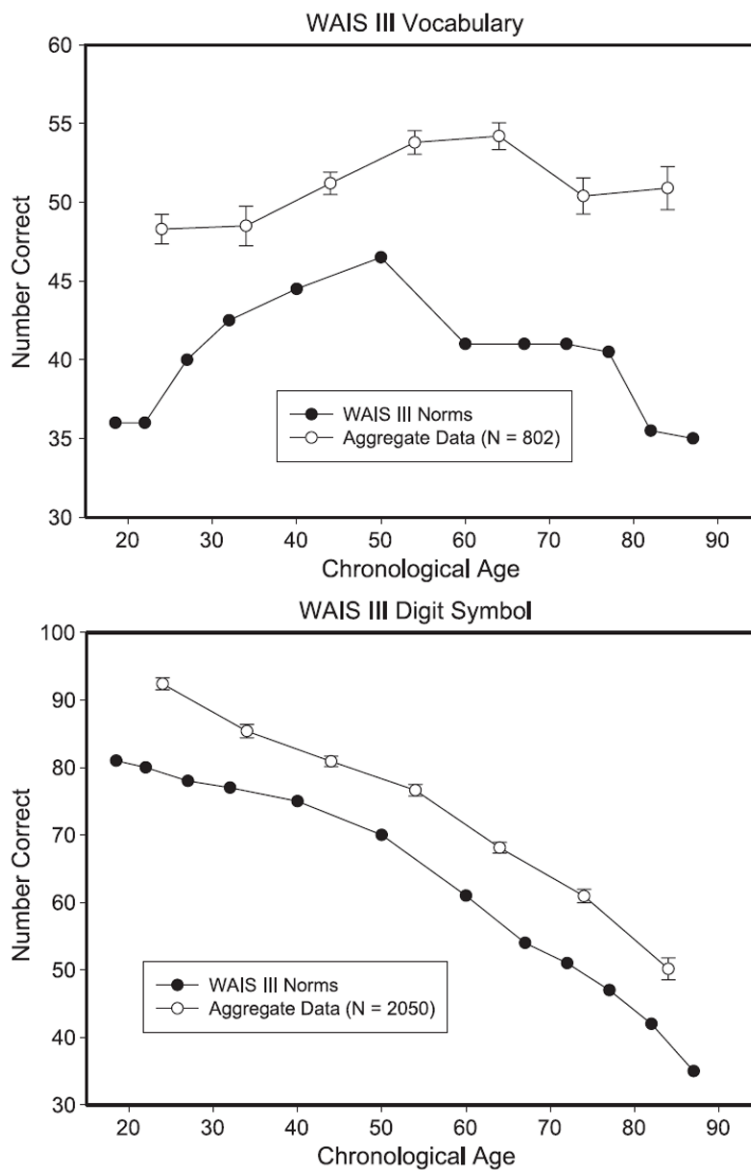 WAIS III Vocabulary
60
55
50
45
40
35
30
Number Correct
WAIS III Norms
Aggregate Data (N = 802)
20 30 40 50 60 70 80 90
Chronological Age
WAIS III Digit Symbol
100
90
80
70
60
50
40
30
Number Correct
WAIS III Norms
Aggregate Data (N = 2050)
20 30 40 50 60 70 80 90
Chronological Age